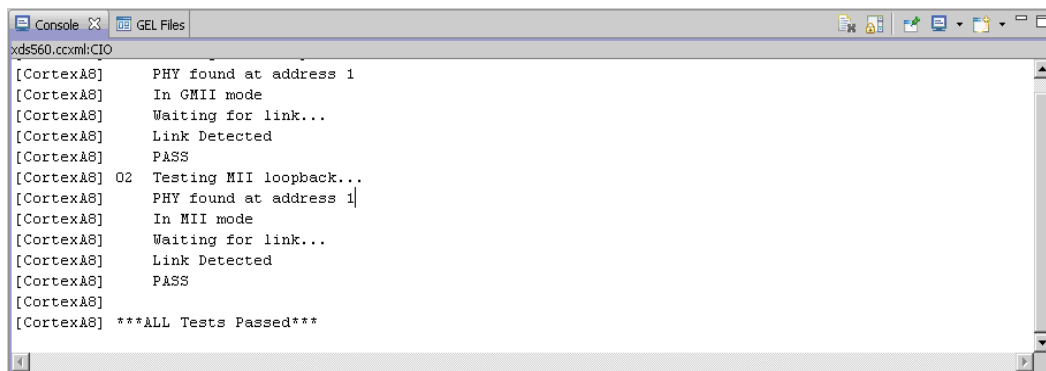 Console GEL Files
xds560.ccxml:CIO
[CortexA8] PHY found at address 1
[CortexA8] In GMII mode
[CortexA8] Waiting for link...
[CortexA8] Link Detected
[CortexA8] PASS
[CortexA8] 02 Testing MII loopback...
[CortexA8] PHY found at address 1
[CortexA8] In MII mode
[CortexA8] Waiting for link...
[CortexA8] Link Detected
[CortexA8] PASS
[CortexA8]
[CortexA8] ***ALL Tests Passed***